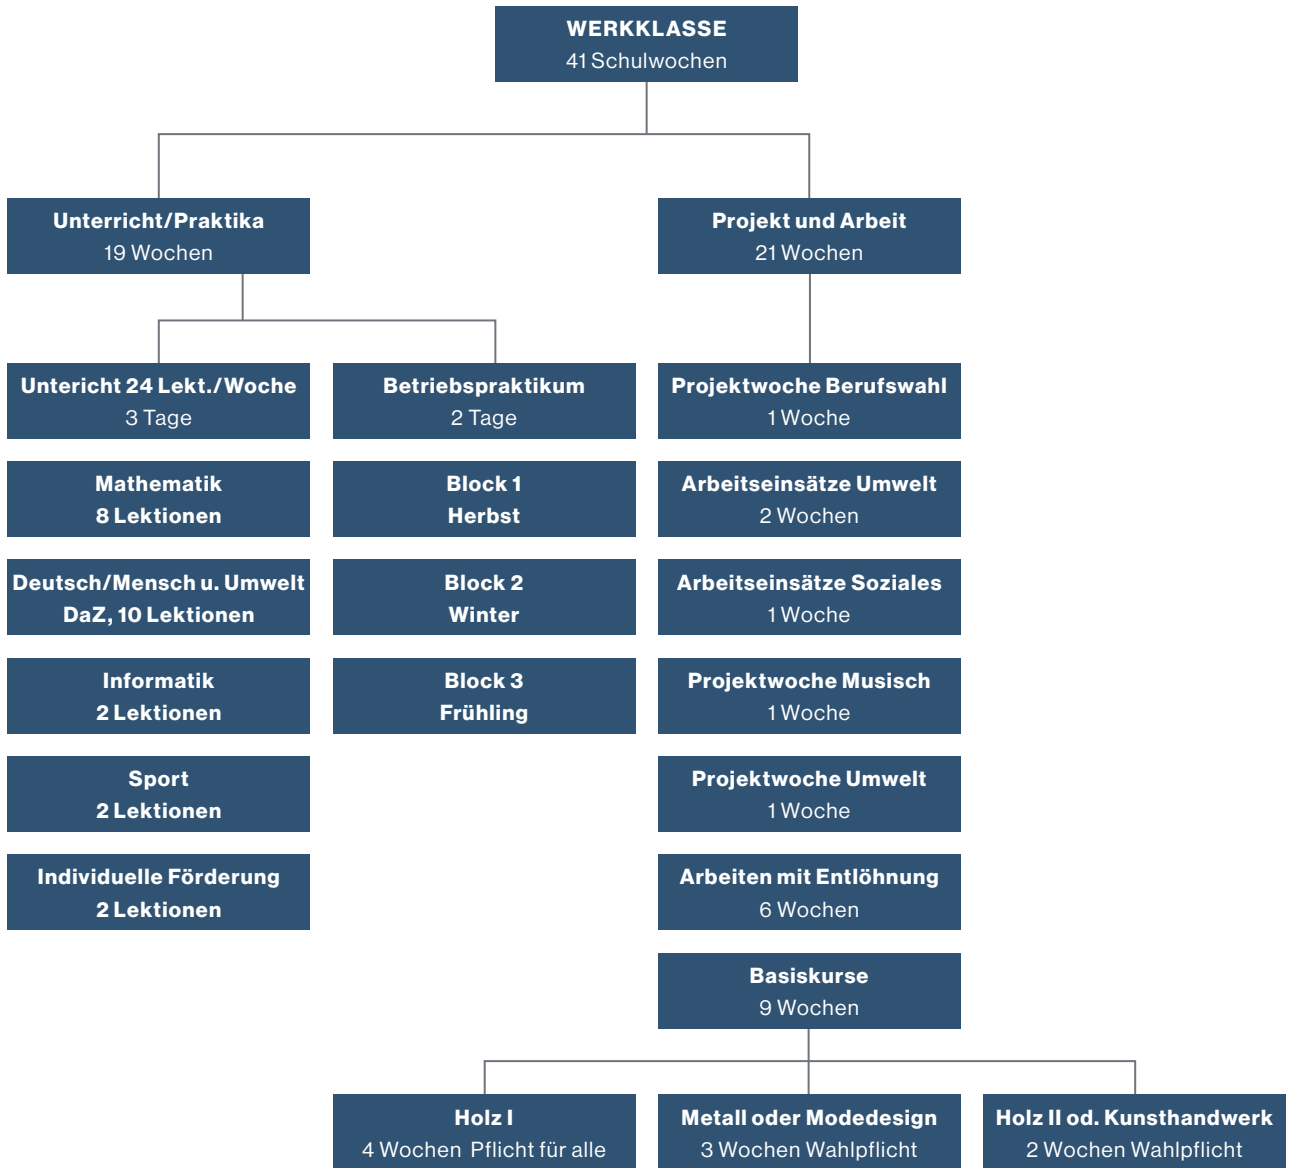 WERKKLASSE
41 Schulwochen
Unterricht/Praktika
19 Wochen
Projekt und Arbeit
21 Wochen
Untericht 24 Lekt./Woche
3 Tage
Betriebspraktikum
2 Tage
Projektwoche Berufswahl
1 Woche
Mathematik
8 Lektionen
Block 1
Herbst
Arbeitseinsätze Umwelt
2 Wochen
Deutsch/Mensch u. Umwelt
DaZ, 10 Lektionen
Block 2
Winter
Arbeitseinsätze Soziales
1 Woche
Informatik
2 Lektionen
Block 3
Frühling
Projektwoche Musisch
1 Woche
Sport
2 Lektionen
Projektwoche Umwelt
1 Woche
Individuelle Förderung
2 Lektionen
Arbeiten mit Entlöhnung
6 Wochen
Basiskurse
9 Wochen
Holz I
4 Wochen Pflicht für alle
Metall oder Modedesign
3 Wochen Wahlpflicht
Holz II od. Kunsthandwerk
2 Wochen Wahlpflicht